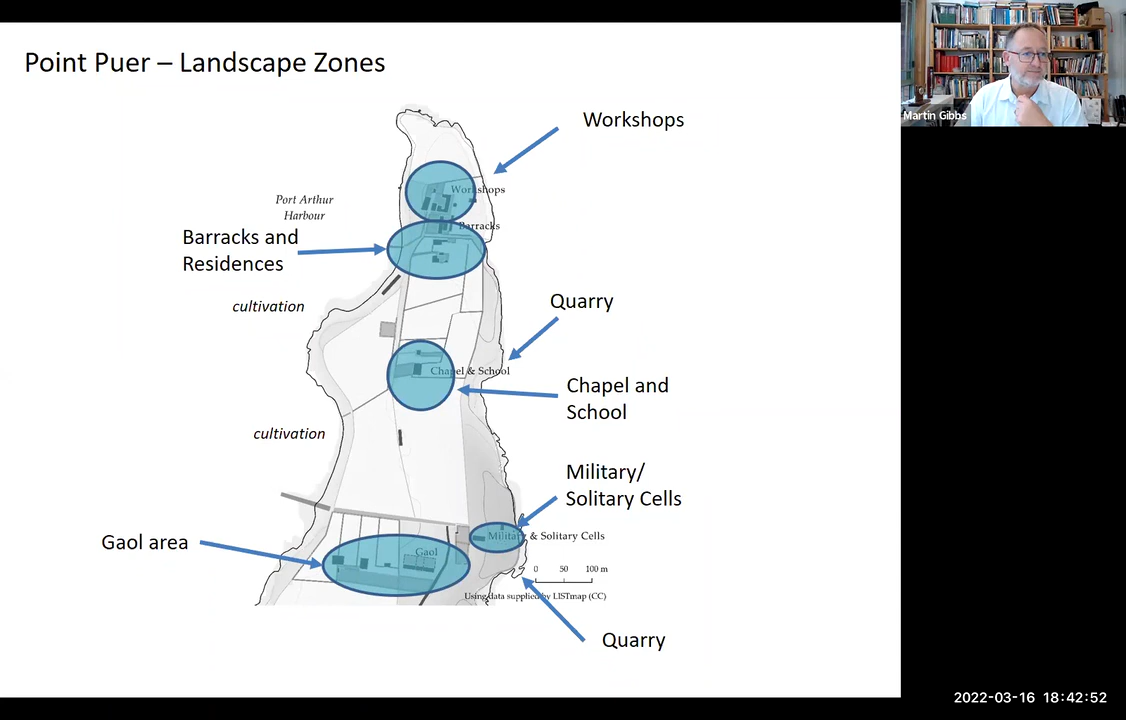 Point Puer – Landscape Zones
Martin Gibbs
Workshops
Workshops
Port Arthur
Harbour
Barracks
Barracks and
Residences
cultivation
Quarry
Chapel & School
Chapel and
School
cultivation
Military/
Solitary Cells
Military & Solitary Cells
Gaol area
Gaol
0 50 100 m
Using data supplied by LISTmap (CC)
Quarry
2022-03-16 18:42:52